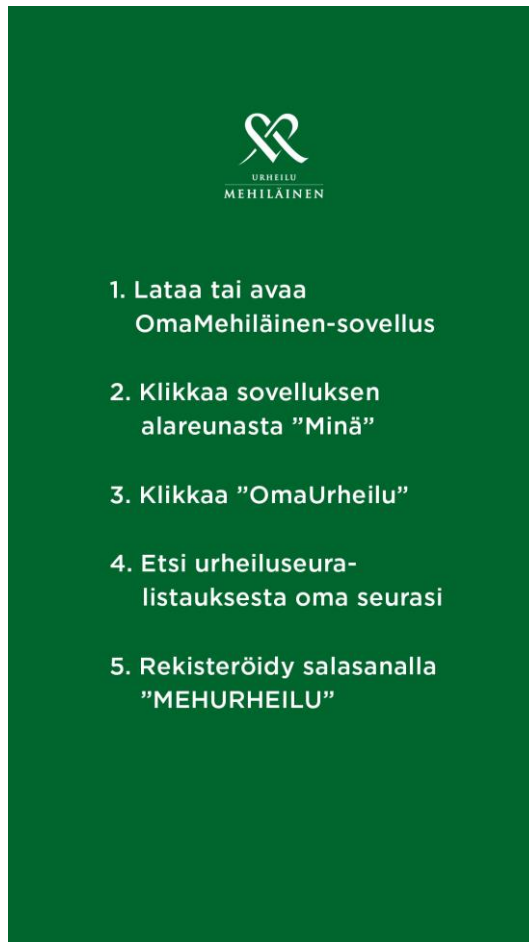 URHEILU
MEHILÄINEN
1. Lataa tai avaa
OmaMehiläinen-sovellus
2. Klikkaa sovelluksen
alareunasta ”Minä”
3. Klikkaa ”OmaUrheilu”
4. Etsi urheiluseura-
listauksesta oma seurasi
5. Rekisteröidy salasanalla
”MEHURHEILU”